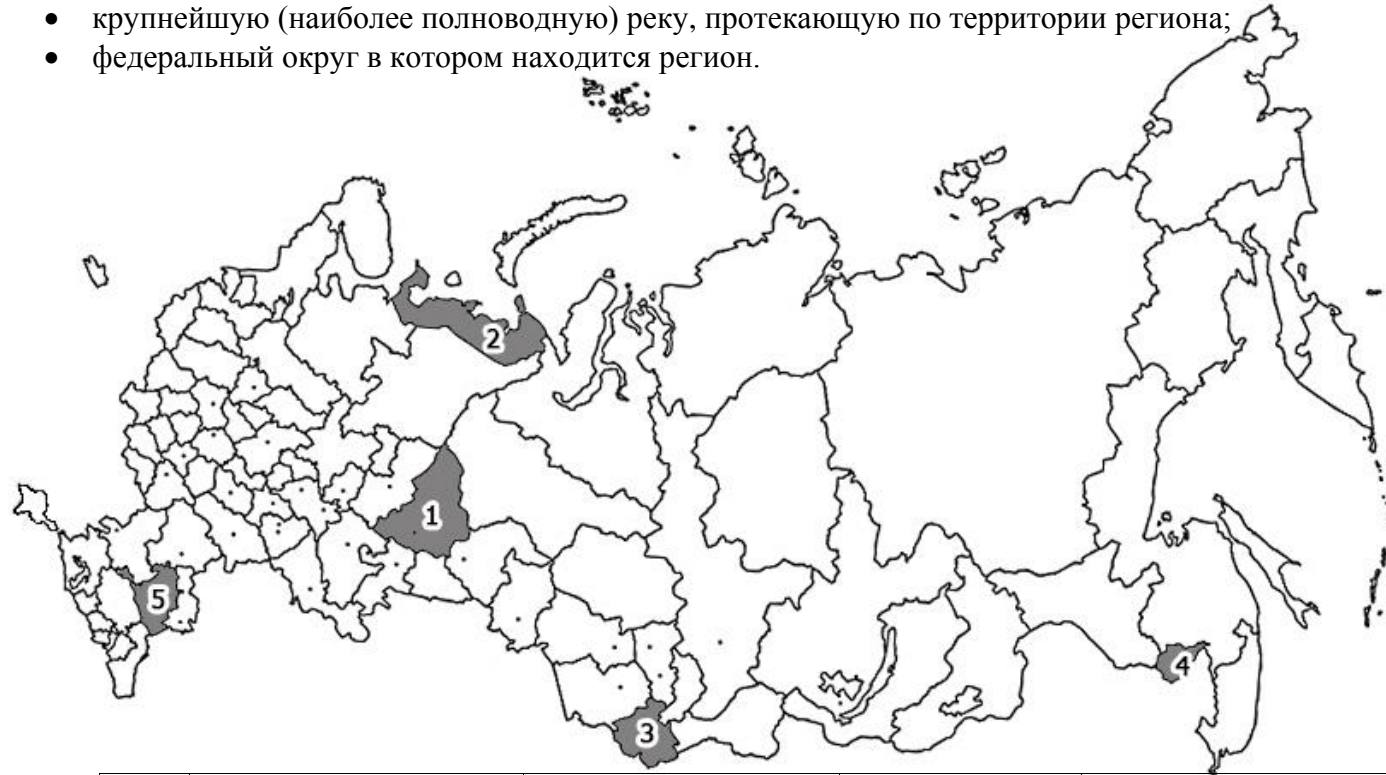 • крупнейшую (наиболее полноводную) реку, протекающую по территории региона;
• федеральный округ в котором находится регион.
2
1
5
4
3